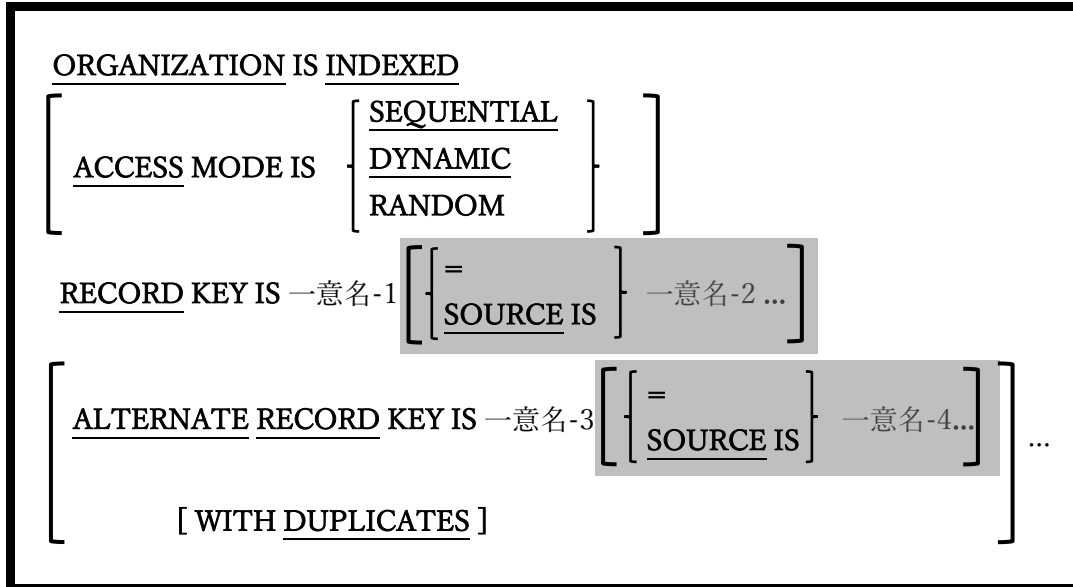 ORGANIZATION IS INDEXED
SEQUENTIAL
ACCESS MODE IS DYNAMIC
RANDOM
=
RECORD KEY IS 一意名-1 一意名-2 ...
SOURCE IS
=
ALTERNATE RECORD KEY IS 一意名-3 一意名-4... ...
SOURCE IS
[ WITH DUPLICATES ]